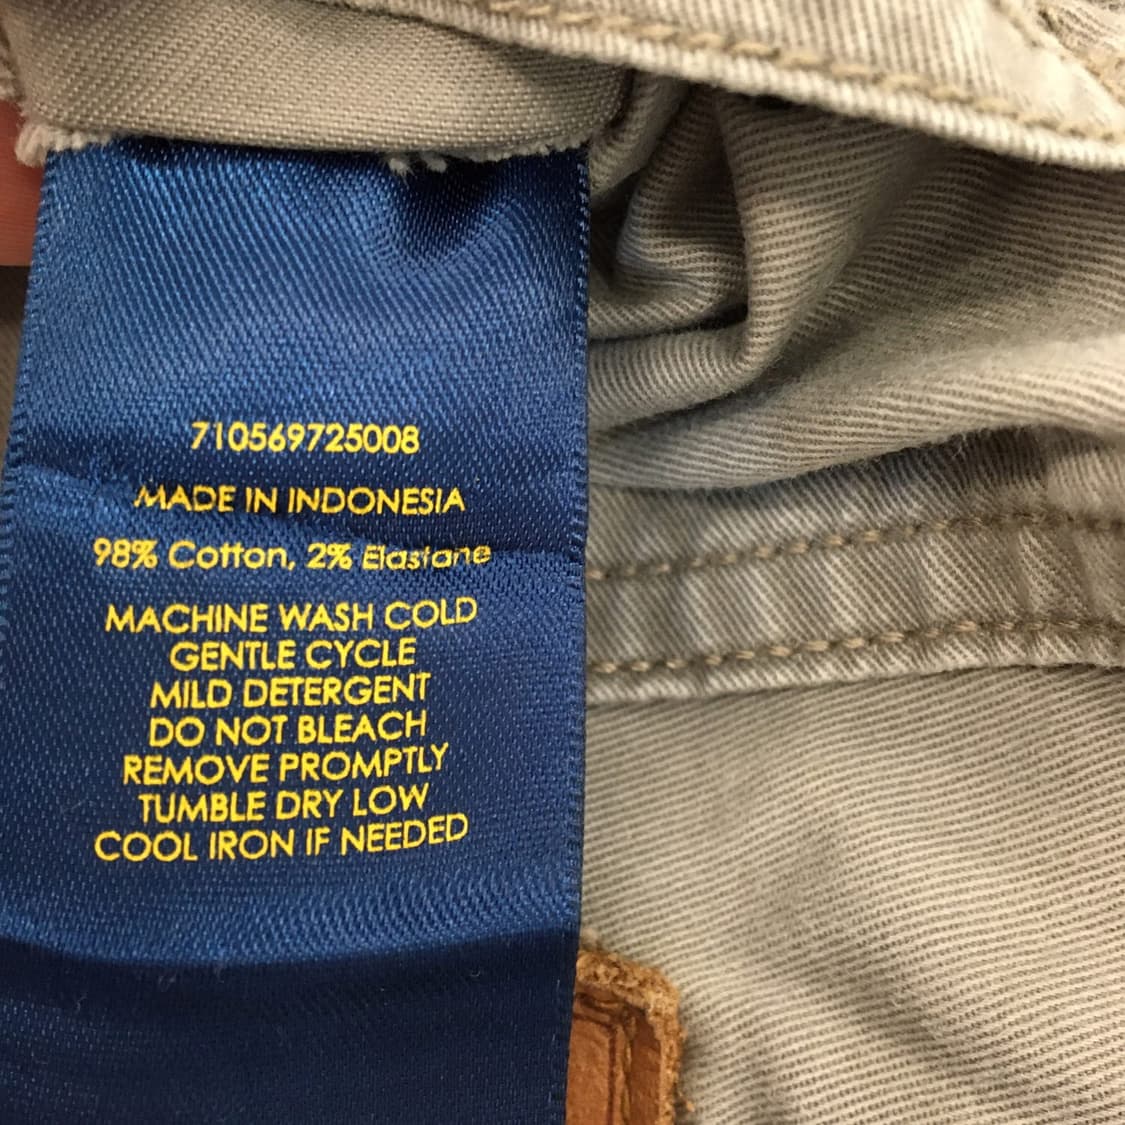 710569725008
MADE IN INDONESIA
98% Cotton, 2% Elastane
MACHINE WASH COLD
GENTLE CYCLE
MILD DETERGENT
DO NOT BLEACH
REMOVE PROMPTLY
TUMBLE DRY LOW
COOL IRON IF NEEDED